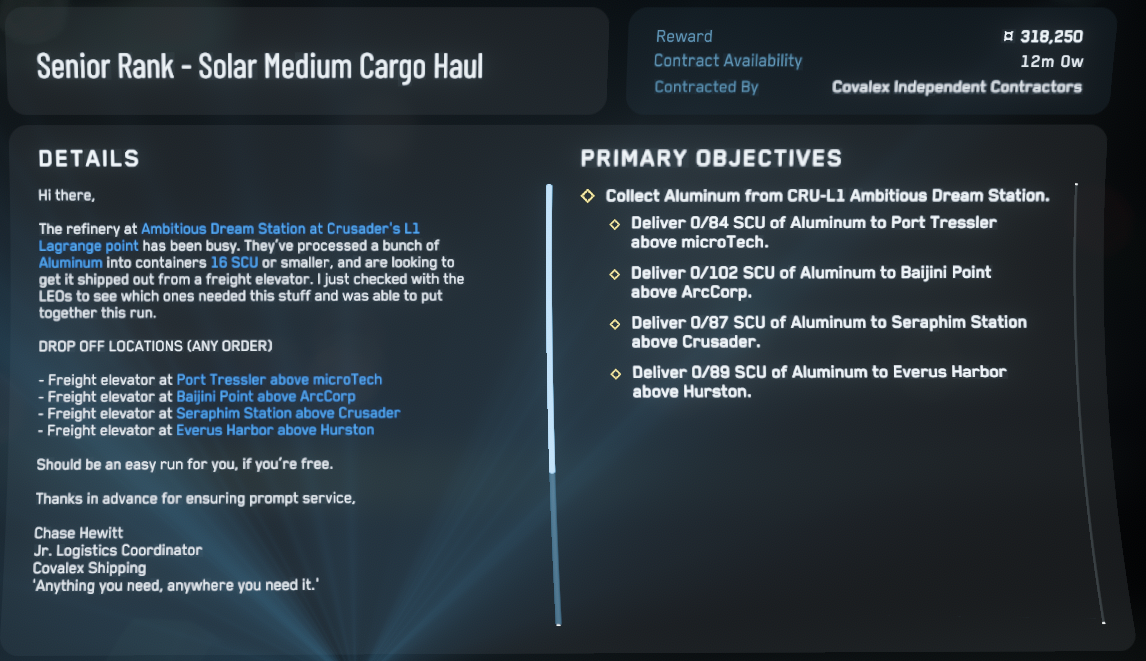 Senior Rank - Solar Medium Cargo Haul
Reward ¤ 318,250
Contract Availability 12m 0w
Contracted By Covalex Independent Contractors
DETAILS
Hi there,
The refinery at Ambitious Dream Station at Crusader's L1
Lagrange point has been busy. They've processed a bunch of
Aluminum into containers 16 SCU or smaller, and are looking to
get it shipped out from a freight elevator. I just checked with the
LEOs to see which ones needed this stuff and was able to put
together this run.
DROP OFF LOCATIONS (ANY ORDER)
- Freight elevator at Port Tressler above microTech
- Freight elevator at Baijini Point above ArcCorp
- Freight elevator at Seraphim Station above Crusader
- Freight elevator at Everus Harbor above Hurston
Should be an easy run for you, if you're free.
Thanks in advance for ensuring prompt service,
Chase Hewitt
Jr. Logistics Coordinator
Covalex Shipping
'Anything you need, anywhere you need it.'
PRIMARY OBJECTIVES
Collect Aluminum from CRU-L1 Ambitious Dream Station.
Deliver 0/84 SCU of Aluminum to Port Tressler
above microTech.
Deliver 0/102 SCU of Aluminum to Baijini Point
above ArcCorp.
Deliver 0/87 SCU of Aluminum to Seraphim Station
above Crusader.
Deliver 0/89 SCU of Aluminum to Everus Harbor
above Hurston.